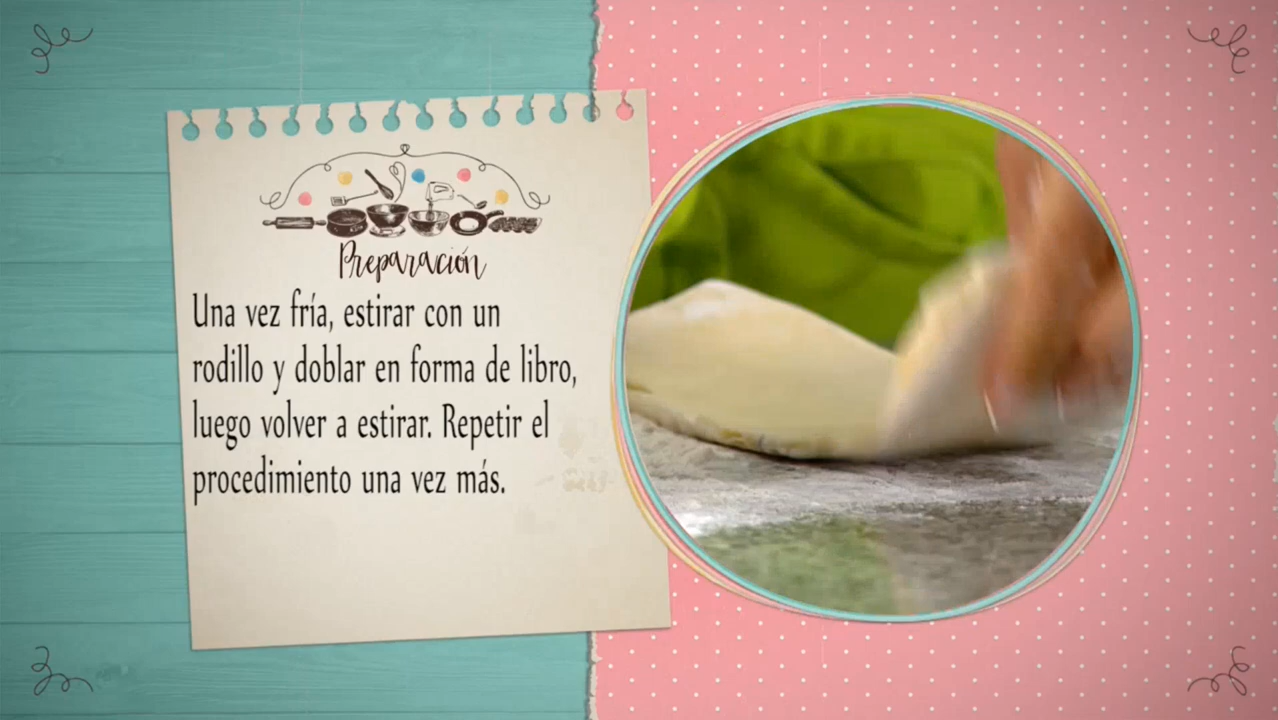 Preparación
Una vez fría, estirar con un
rodillo y doblar en forma de libro,
luego volver a estirar. Repetir el
procedimiento una vez más.